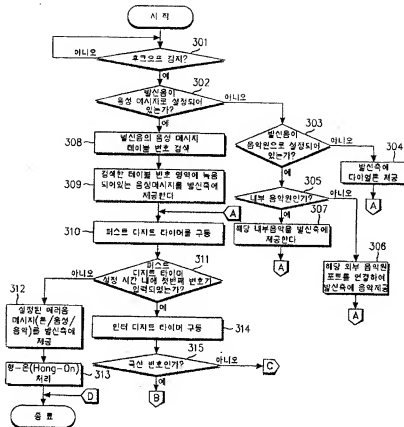 시 작
301
아니오
후크오프 감지?
예
302
발신음이
음성 메시지로 설정되어
있는가?
아니오
예
303
발신음이
음악원으로 설정되어
있는가?
아니오
308
발신음의 음성 메시지
테이블 번호 검색
304
발신측에
다이얼톤 제공
A
예
305
내부 음악원인가?
아니오
309
검색한 테이블 번호 영역에 녹음
되어있는 음성메시지를 발신측에
제공한다
A
예
307
해당 내부음악을 발신측에
제공한다
A
310
퍼스트 디지트 타이머를 구동
306
해당 외부 음악원
포트를 연결하여
발신측에 음악제공
A
311
퍼스트
디지트 타이머
설정 시간 내에 첫번째 번호가
입력되었는가?
아니오
예
312
설정된 에러음
메시지(톤/음성/
음악)를 발신측에
제공
인터 디지트 타이머 구동
314
315
국선 번호인가?
아니오
C
예
B
행-온(Hang-On)
처리
313
D
종 료